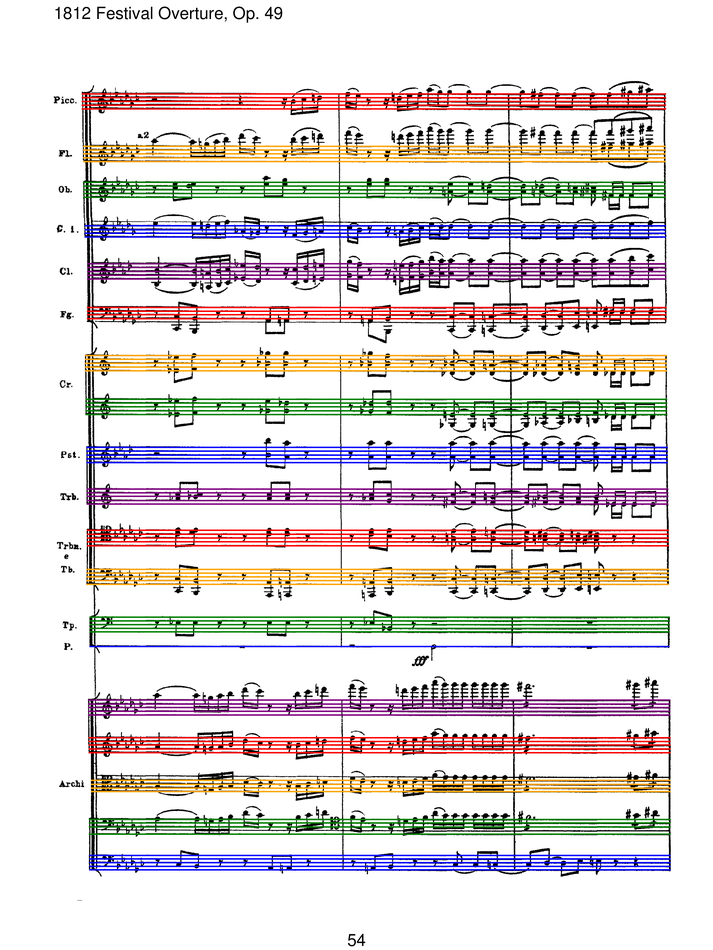 1812 Festival Overture, Op. 49
Picc.
a.2
Fl.
Ob.
C. i.
Cl.
Fg.
Cr.
Pst.
Trb.
Trbn.
e
Tb.
Tp.
P.
fff
Archi
54